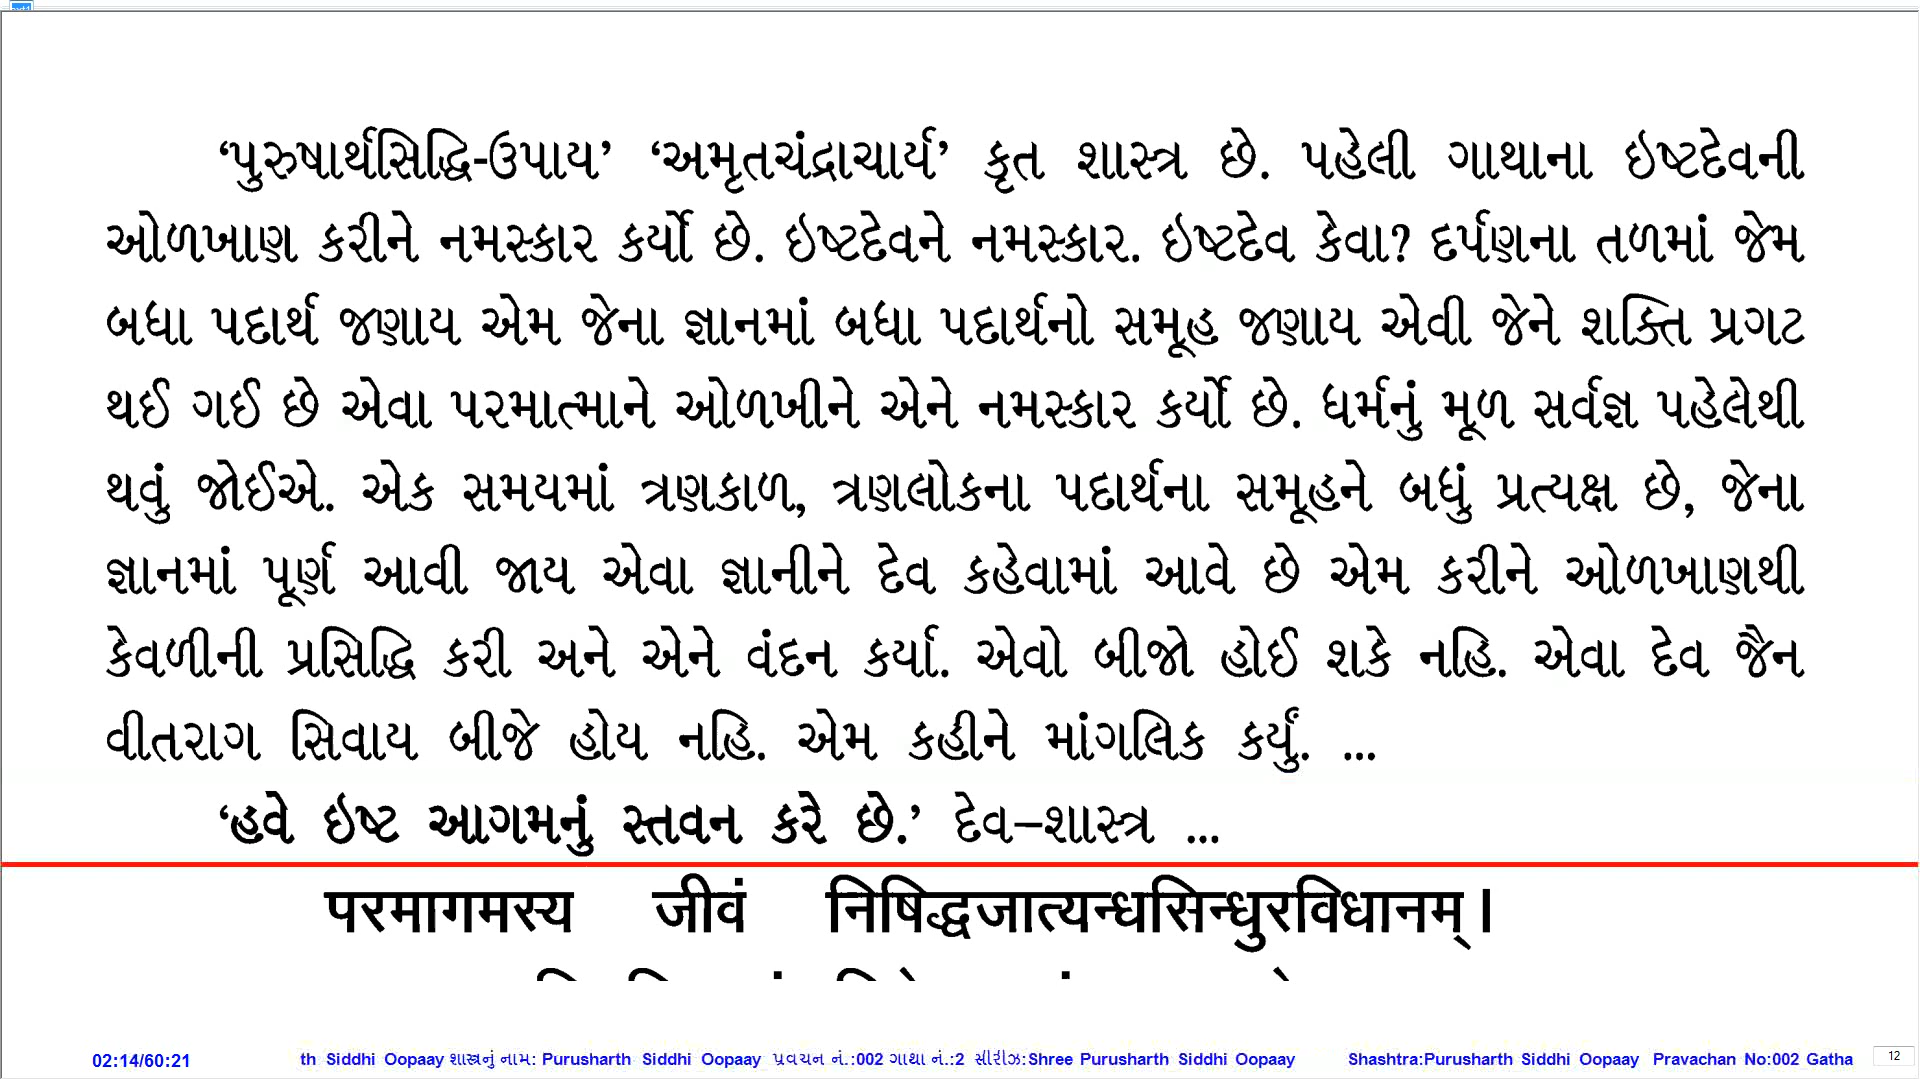 ‘પુરુષાર્થસિદ્ધિ-ઉપાય’ ‘અમૃતચંદ્રાચાર્ય’ કૃત શાસ્ત્ર છે. પહેલી ગાથાના ઇષ્ટદેવની
ઓળખાણ કરીને નમસ્કાર કર્યો છે. ઇષ્ટદેવને નમસ્કાર. ઇષ્ટદેવ કેવા? દર્પણના તળમાં જેમ
બધા પદાર્થ જણાય એમ જેના જ્ઞાનમાં બધા પદાર્થનો સમૂહ જણાય એવી જેને શક્તિ પ્રગટ
થઈ ગઈ છે એવા પરમાત્માને ઓળખીને એને નમસ્કાર કર્યો છે. ધર્મનું મૂળ સર્વજ્ઞ પહેલેથી
થવું જોઈએ. એક સમયમાં ત્રણકાળ, ત્રણલોકના પદાર્થના સમૂહને બધું પ્રત્યક્ષ છે, જેના
જ્ઞાનમાં પૂર્ણ આવી જાય એવા જ્ઞાનીને દેવ કહેવામાં આવે છે એમ કરીને ઓળખાણથી
કેવળીની પ્રસિદ્ધિ કરી અને એને વંદન કર્યા. એવો બીજો હોઈ શકે નહિ. એવા દેવ જૈન
વીતરાગ સિવાય બીજે હોય નહિ. એમ કહીને માંગલિક કર્યું. ...
‘હવે ઇષ્ટ આગમનું સ્તવન કરે છે.’ દેવ–શાસ્ત્ર ...
परमागमस्य जीवं निषिद्धजात्यन्धसिन्धुरविधानम्।
02:14/60:21 th Siddhi Oopaay શાસ્ત્રનું નામ: Purusharth Siddhi Oopaay પ્રવચન નં.:002 ગાથા નં.:2 સીરીઝ:Shree Purusharth Siddhi Oopaay Shashtra:Purusharth Siddhi Oopaay Pravachan No:002 Gatha 12